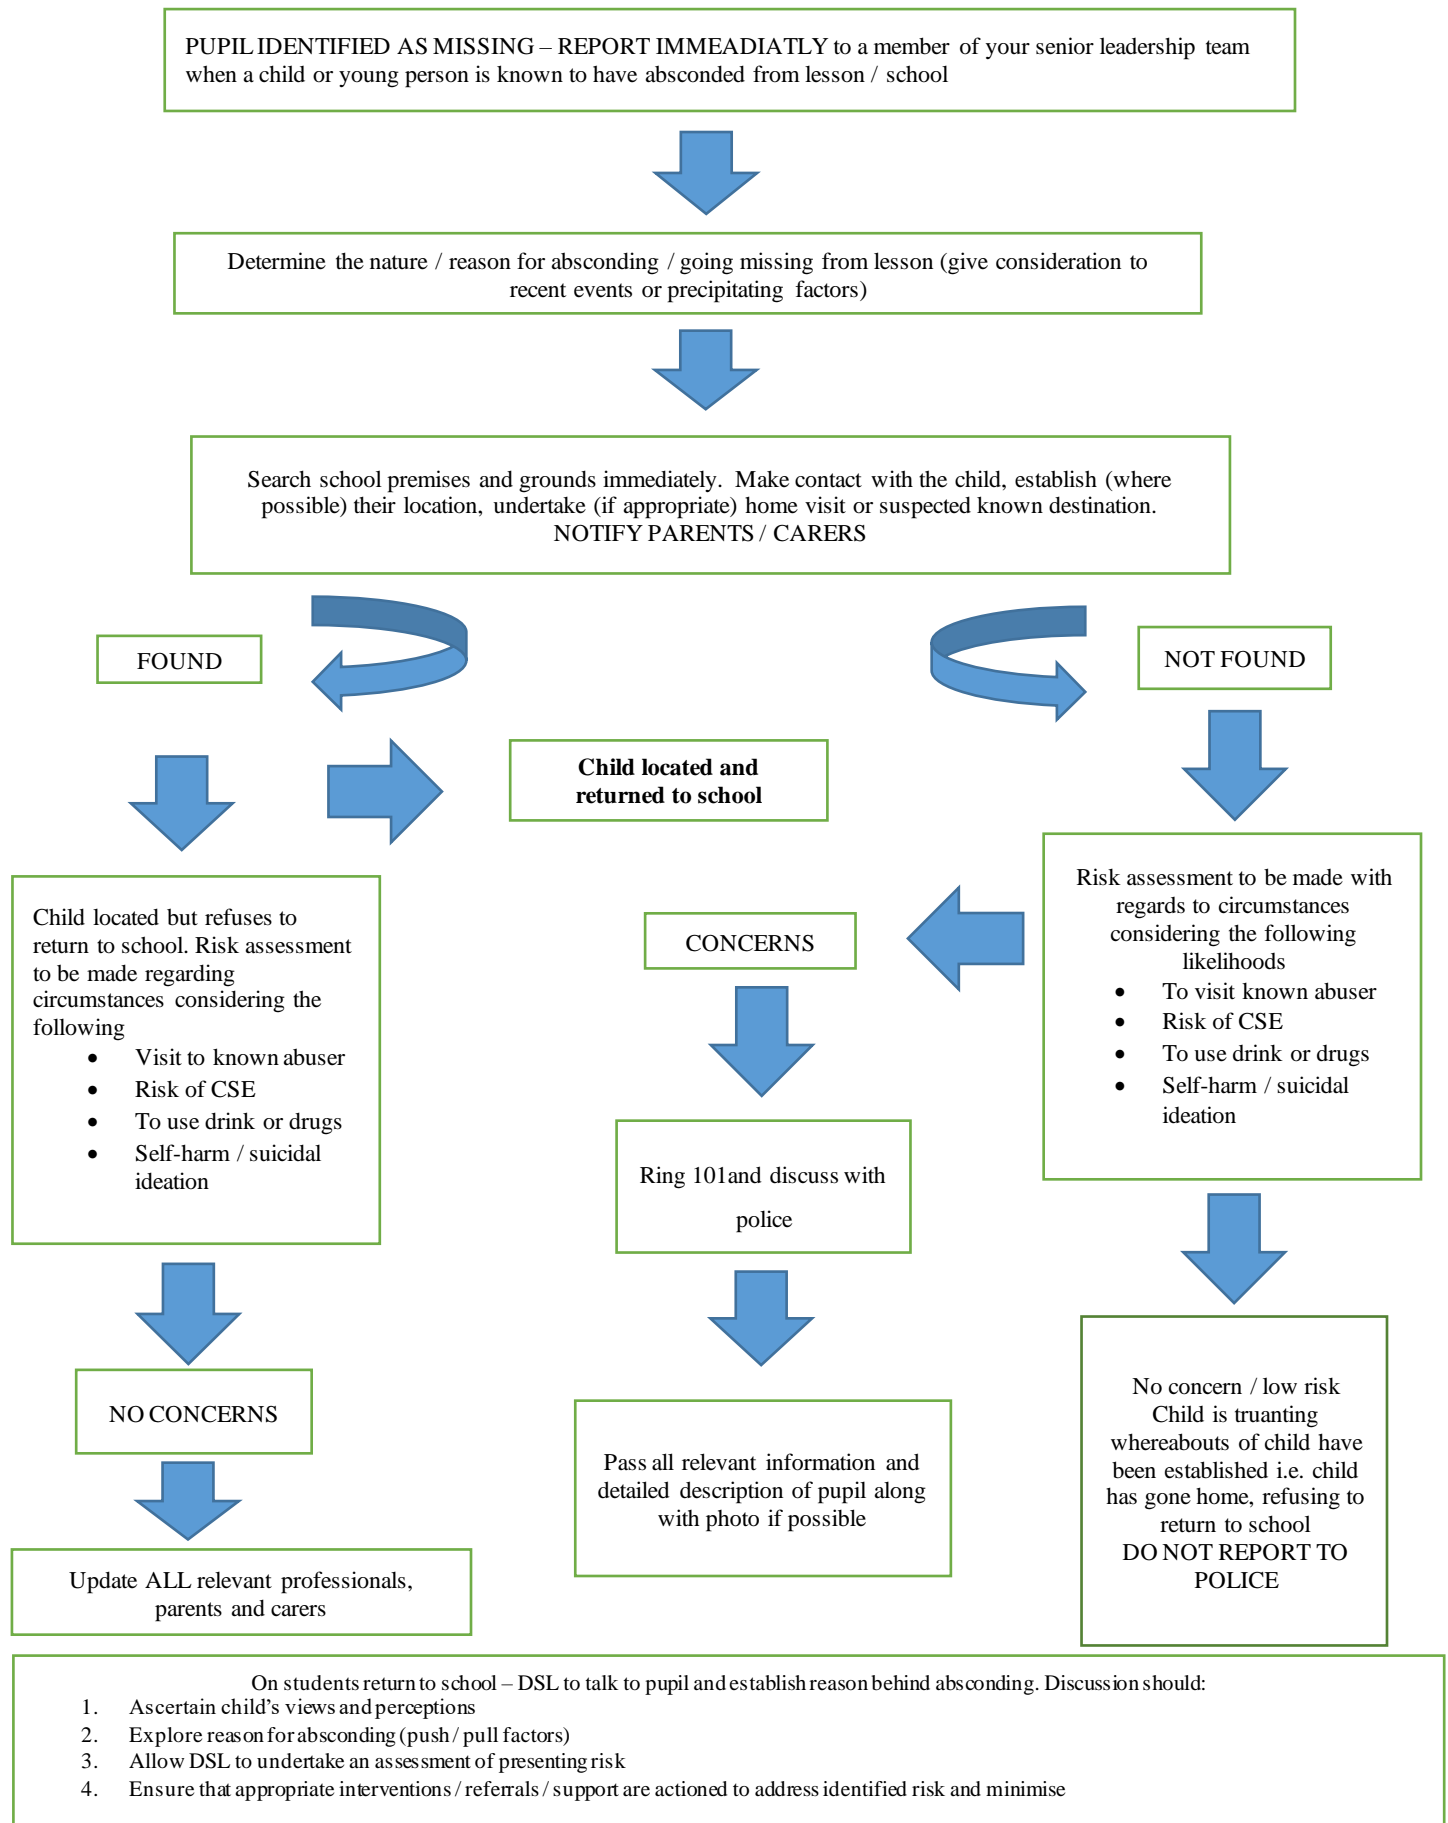 PUPIL IDENTIFIED AS MISSING – REPORT IMMEADIATLY to a member of your senior leadership team
when a child or young person is known to have absconded from lesson / school
Determine the nature / reason for absconding / going missing from lesson (give consideration to
recent events or precipitating factors)
Search school premises and grounds immediately. Make contact with the child, establish (where
possible) their location, undertake (if appropriate) home visit or suspected known destination.
NOTIFY PARENTS / CARERS
FOUND
NOT FOUND
Child located and
returned to school
Child located but refuses to
return to school. Risk assessment
to be made regarding
circumstances considering the
following
• Visit to known abuser
• Risk of CSE
• To use drink or drugs
• Self-harm / suicidal
ideation
CONCERNS
Risk assessment to be made with
regards to circumstances
considering the following
likelihoods
• To visit known abuser
• Risk of CSE
• To use drink or drugs
• Self-harm / suicidal
ideation
Ring 101and discuss with
police
NO CONCERNS
Pass all relevant information and
detailed description of pupil along
with photo if possible
No concern / low risk
Child is truanting
whereabouts of child have
been established i.e. child
has gone home, refusing to
return to school
DO NOT REPORT TO
POLICE
Update ALL relevant professionals,
parents and carers
On students return to school – DSL to talk to pupil and establish reason behind absconding. Discussion should:
1. Ascertain child’s views and perceptions
2. Explore reason for absconding (push / pull factors)
3. Allow DSL to undertake an assessment of presenting risk
4. Ensure that appropriate interventions / referrals / support are actioned to address identified risk and minimise